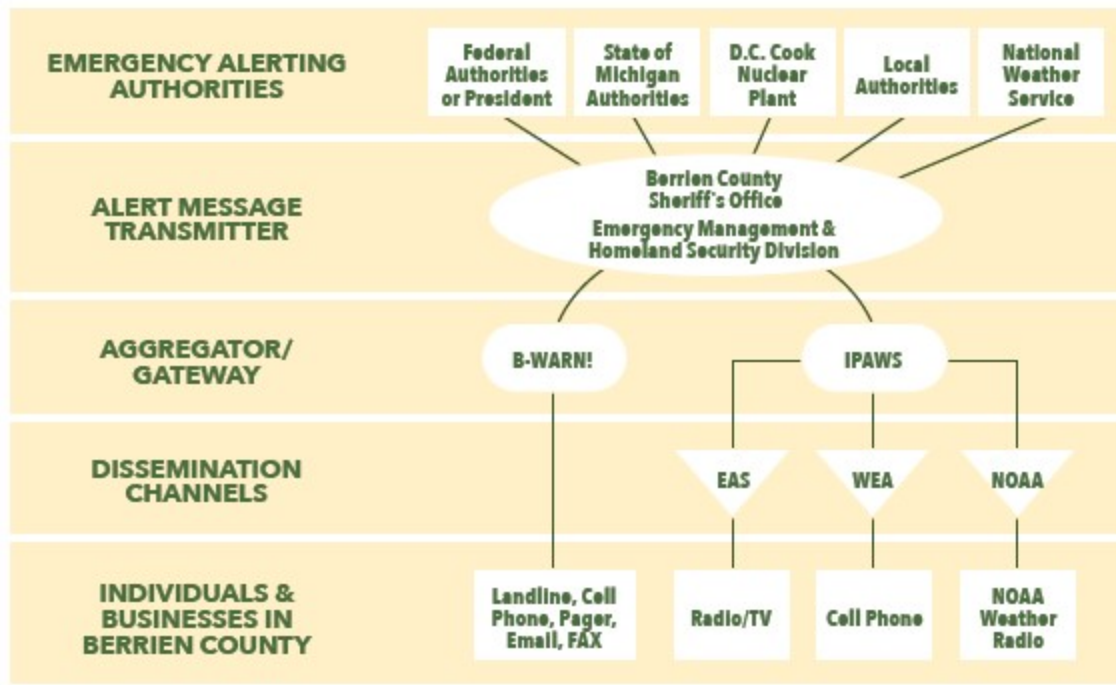 EMERGENCY ALERTING
AUTHORITIES
Federal
Authorities
or President
State of
Michigan
Authorities
D.C. Cook
Nuclear
Plant
Local
Authorities
National
Weather
Service
ALERT MESSAGE
TRANSMITTER
Berrien County
Sheriff's Office
Emergency Management &
Homeland Security Division
AGGREGATOR/
GATEWAY
B-WARN!
IPAWS
DISSEMINATION
CHANNELS
EAS
WEA
NOAA
INDIVIDUALS &
BUSINESSES IN
BERRIEN COUNTY
Landline, Cell
Phone, Pager,
Email, FAX
Radio/TV
Cell Phone
NOAA
Weather
Radio